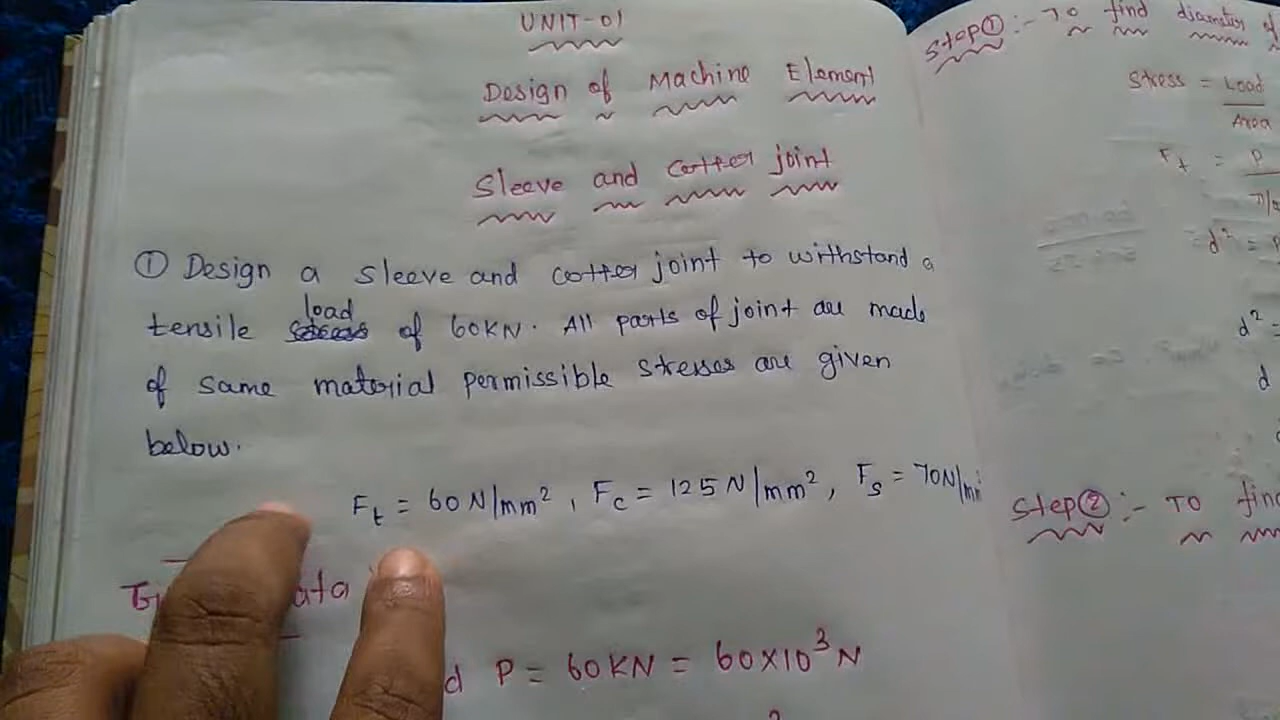 UNIT-01
Design of Machine Element
Sleeve and cotter joint
① Design a sleeve and cotter joint to withstand a
tensile load of 60KN. All parts of joint are made
of same material permissible stresses are given
below.
Ft = 60 N/mm², Fc = 125 N/mm², Fs = 70N/m
P = 60KN = 60×10³ N
Step① :- To find diameter of
Stress = Load
Area
Ft = P
d² =
d² =
d
Step② :- TO find